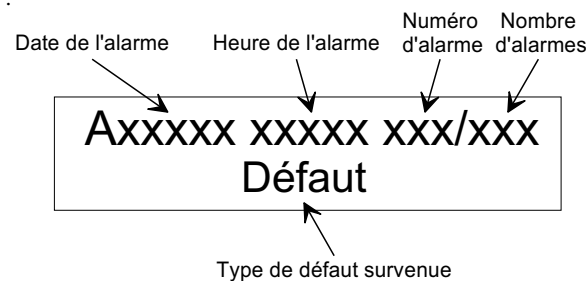 .
Date de l'alarme Heure de l'alarme Numéro d'alarme Nombre d'alarmes
Axxxxx xxxxx xxx/xxx
Défaut
Type de défaut survenue